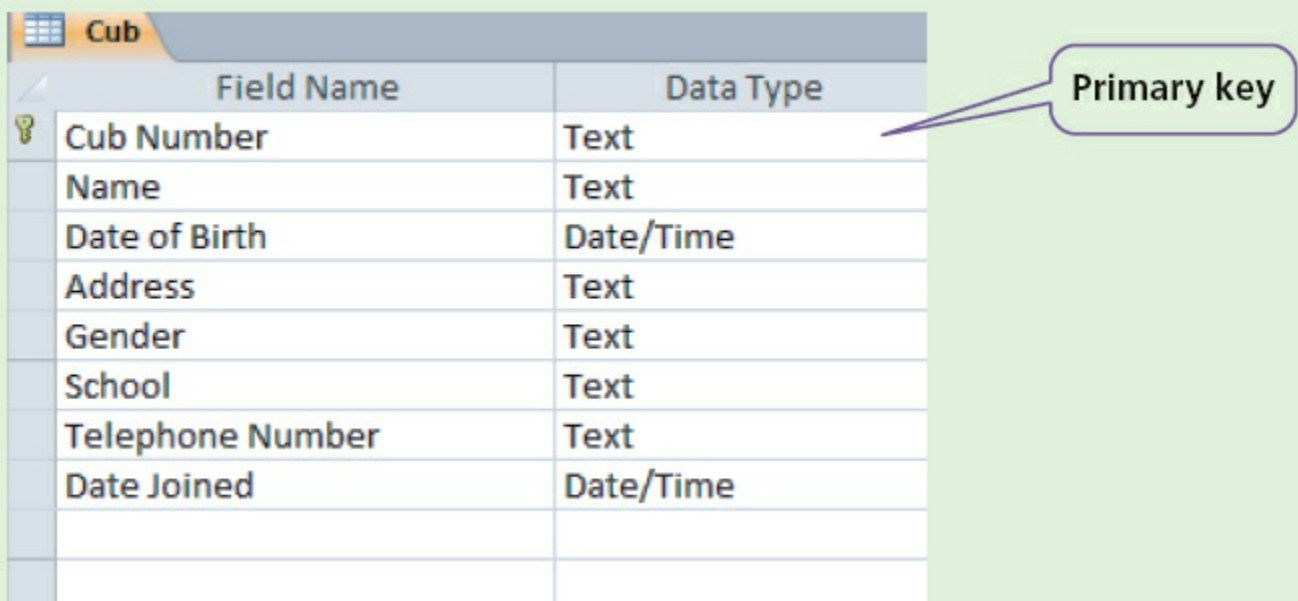 Cub
Field Name Data Type
Primary key
Cub Number Text
Name Text
Date of Birth Date/Time
Address Text
Gender Text
School Text
Telephone Number Text
Date Joined Date/Time